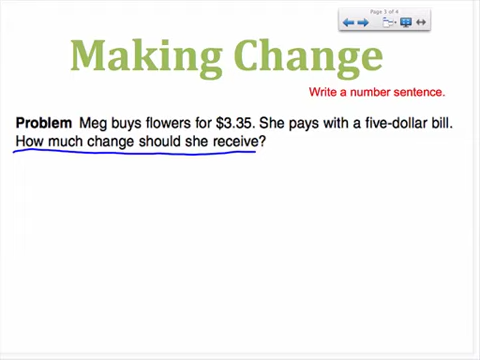 Page 3 of 4
Making Change
Write a number sentence.
Problem Meg buys flowers for $3.35. She pays with a five-dollar bill.
How much change should she receive?